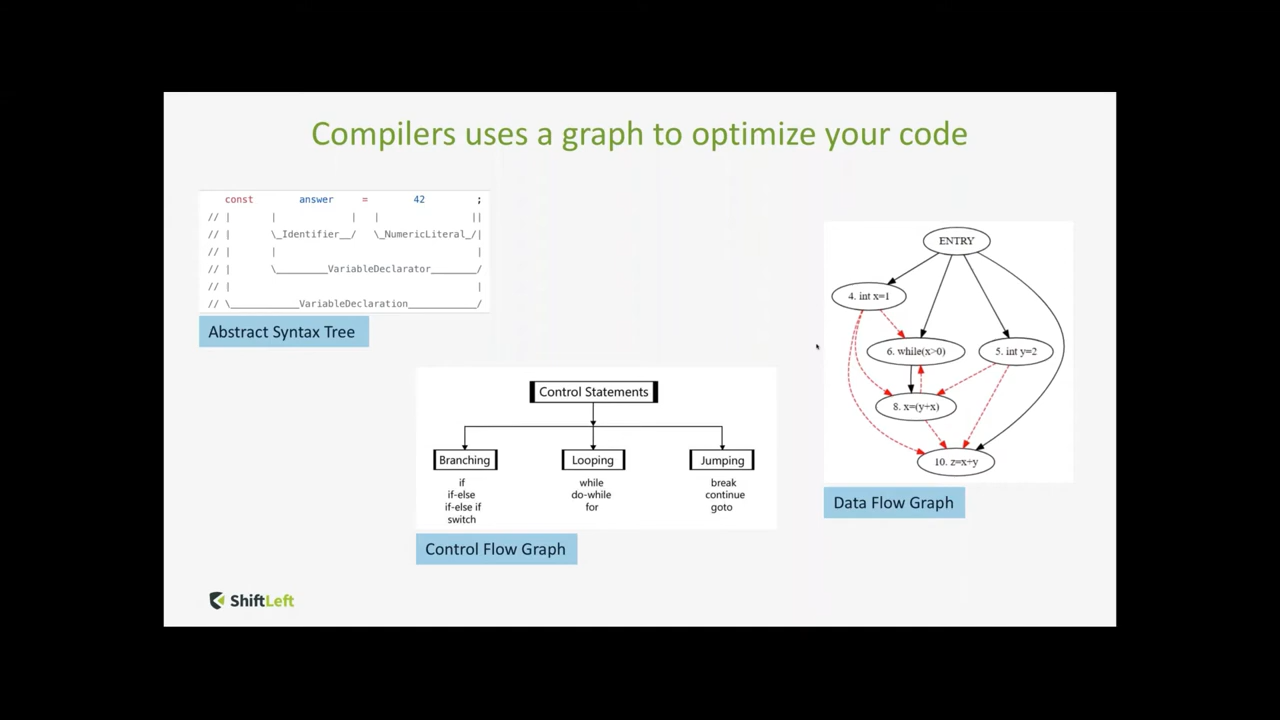 Compilers uses a graph to optimize your code
const answer = 42 ;
// | | | | ||
// | \_Identifier__/ \_NumericLiteral_/|
// | | |
// | \_________VariableDeclarator________/
// | |
// \____________VariableDeclaration____________/
Abstract Syntax Tree
Control Statements
Branching
if
if-else
if-else if
switch
Looping
while
do-while
for
Jumping
break
continue
goto
Control Flow Graph
ENTRY
4. int x=1
6. while(x>0)
5. int y=2
8. x=(y÷x)
10. z=x÷y
Data Flow Graph
ShiftLeft